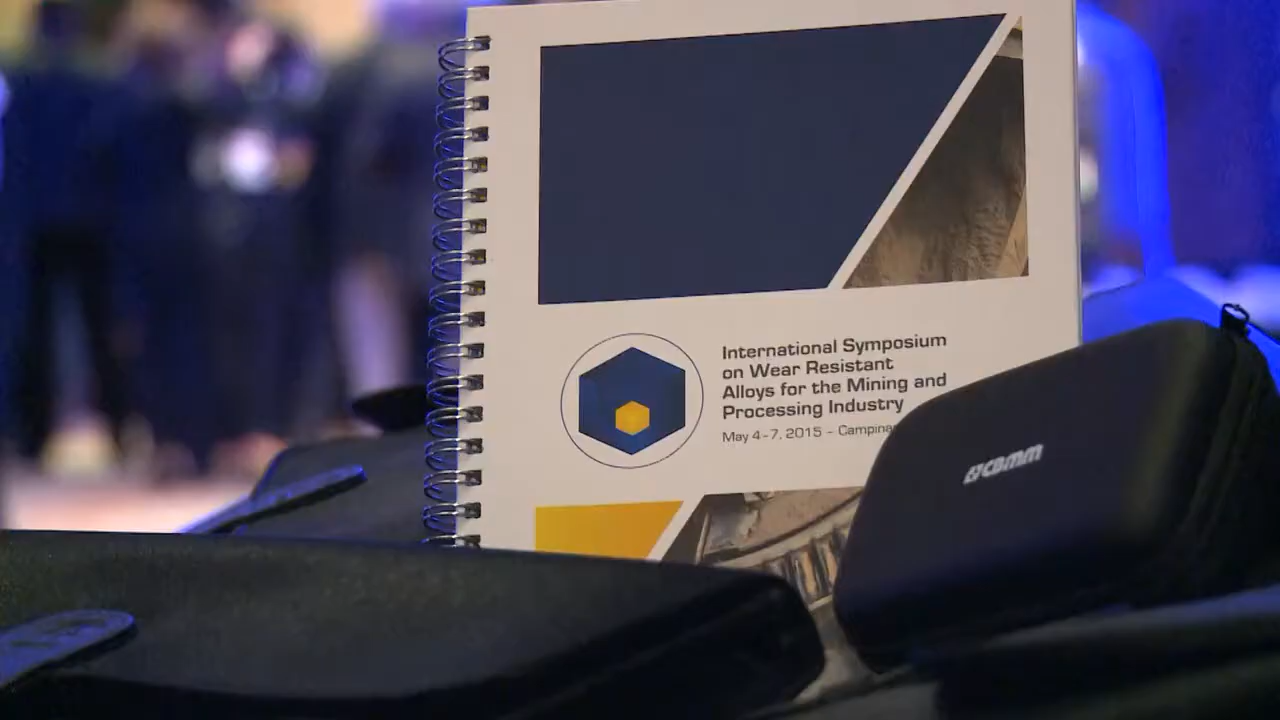 International Symposium
on Wear Resistant
Alloys for the Mining and
Processing Industry
May 4-7, 2015 – Campina
CBMM